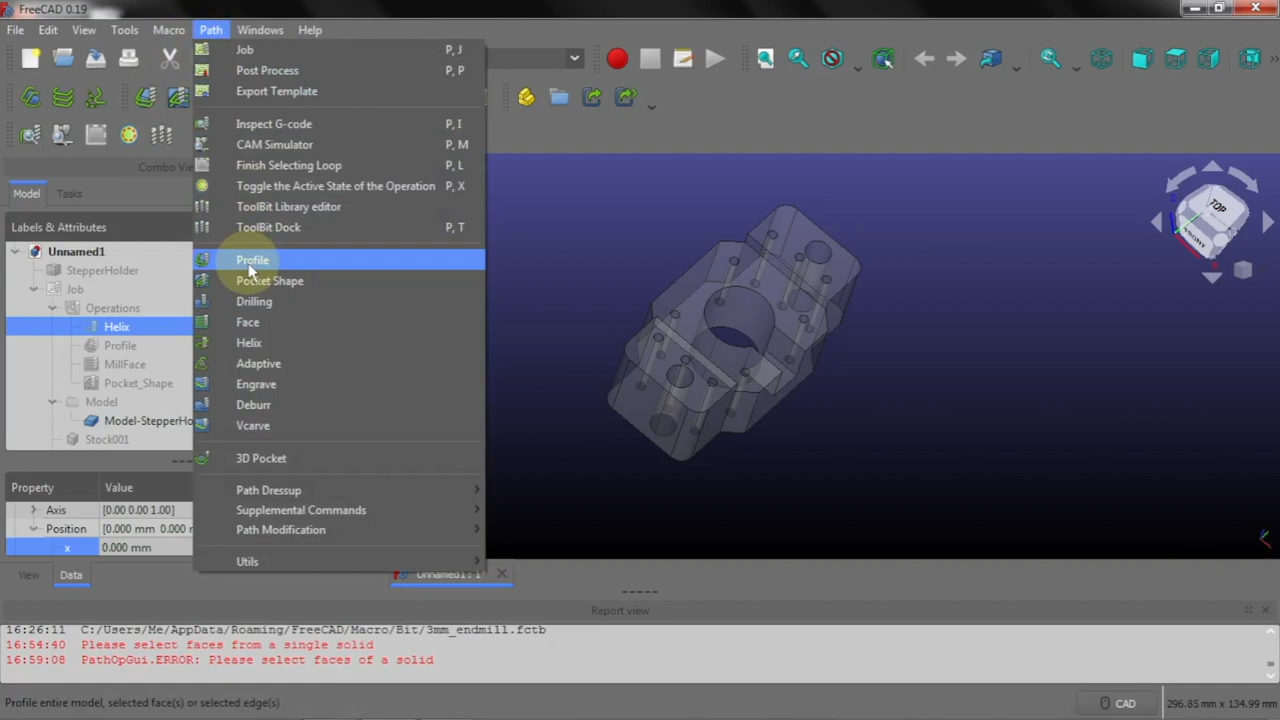 FreeCAD 0.19
File Edit View Tools Macro Path Windows Help
Job P, J
Post Process P, P
Export Template
Inspect G-code P, I
CAM Simulator P, M
Finish Selecting Loop P, L
Toggle the Active State of the Operation P, X
ToolBit Library editor
ToolBit Dock P, T
Profile
Pocket Shape
Drilling
Face
Helix
Adaptive
Engrave
Deburr
Vcarve
3D Pocket
Path Dressup
Supplemental Commands
Path Modification
Utils
Combo Vie
Model Tasks
Labels & Attributes
Unnamed1
StepperHolder
Job
Operations
Helix
Profile
MillFace
Pocket_Shape
Model
Model-StepperHo
Stock001
Property Value
Axis [0.00 0.00 1.00]
Position [0.000 mm 0.000 r
x 0.000 mm
View Data
TOP
FRONT
Unnamed1 : 1
Report view
16:26:11 C:/Users/Me/AppData/Roaming/FreeCAD/Macro/Bit/3mm_endmill.fctb
16:54:40 Please select faces from a single solid
16:59:08 PathOpGui.ERROR: Please select faces of a solid
Profile entire model, selected face(s) or selected edge(s)
CAD
296.85 mm x 134.99 mm